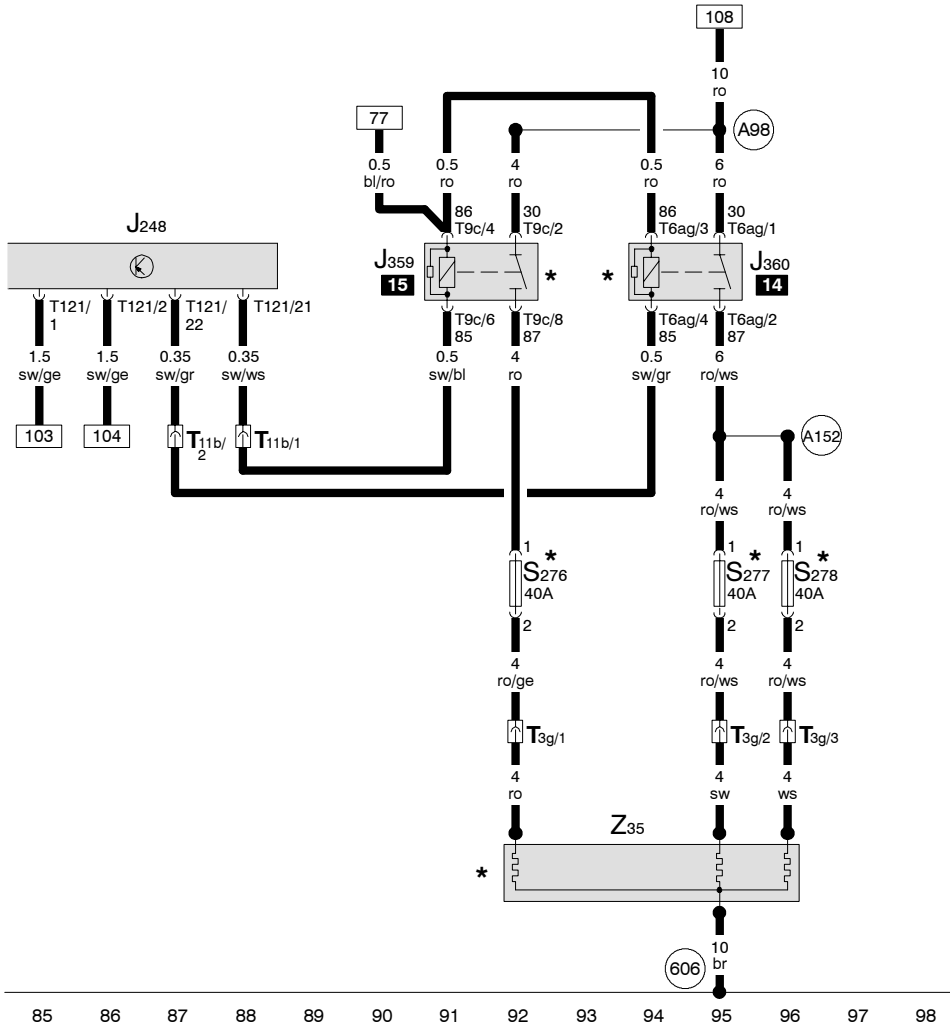 108
10
ro
A98
77
0.5
bl/ro
0.5
ro
4
ro
0.5
ro
6
ro
86
T9c/4
30
T9c/2
86
T6ag/3
30
T6ag/1
J248
J359
15
*
*
J360
14
T121/
1
T121/2
T121/
22
T121/21
T9c/6
85
T9c/8
87
T6ag/4
85
T6ag/2
87
1.5
sw/ge
1.5
sw/ge
0.35
sw/gr
0.35
sw/ws
0.5
sw/bl
4
ro
0.5
sw/gr
6
ro/ws
103
104
T11b/
2
T11b/1
A152
4
ro/ws
4
ro/ws
1
*
S276
40A
2
1
*
S277
40A
2
1
*
S278
40A
2
4
ro/ge
4
ro/ws
4
ro/ws
T3g/1
T3g/2
T3g/3
4
ro
4
sw
4
ws
Z35
*
10
br
606
85 86 87 88 89 90 91 92 93 94 95 96 97 98